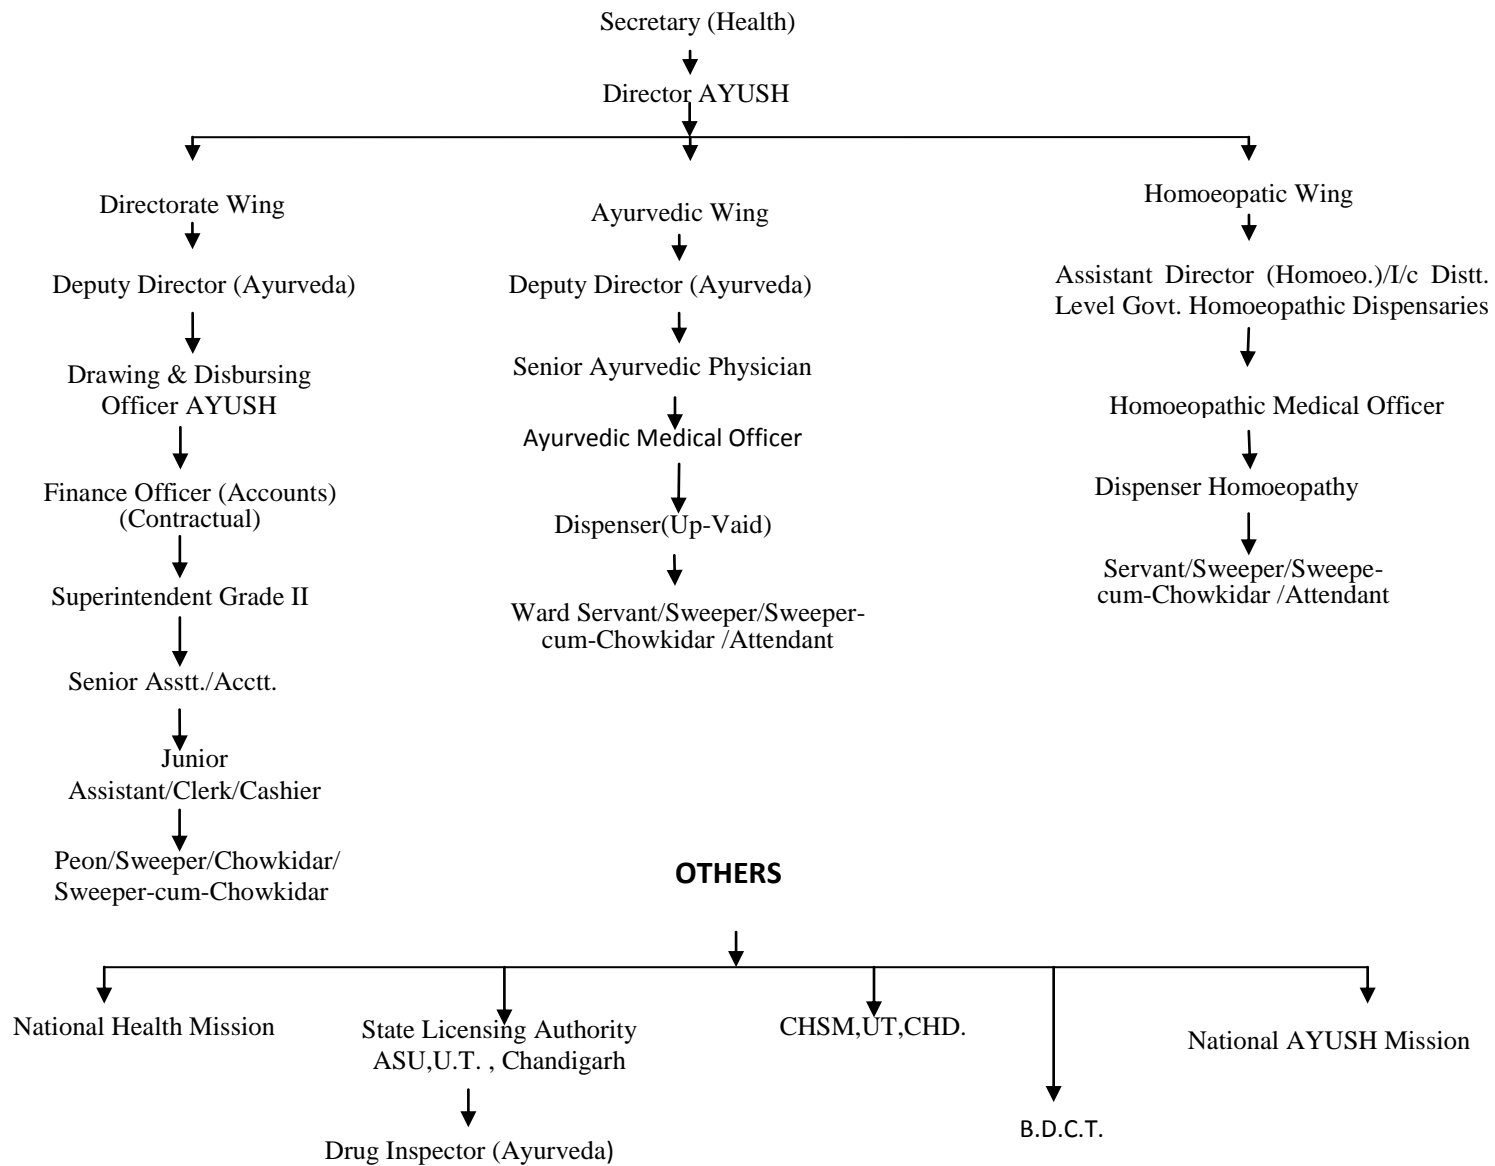 Secretary (Health)
Director AYUSH
Directorate Wing
Deputy Director (Ayurveda)
Drawing & Disbursing
Officer AYUSH
Finance Officer (Accounts)
(Contractual)
Superintendent Grade II
Senior Asstt./Acctt.
Junior
Assistant/Clerk/Cashier
Peon/Sweeper/Chowkidar/
Sweeper-cum-Chowkidar
Ayurvedic Wing
Deputy Director (Ayurveda)
Senior Ayurvedic Physician
Ayurvedic Medical Officer
Dispenser(Up-Vaid)
Ward Servant/Sweeper/Sweeper-
cum-Chowkidar /Attendant
Homoeopatic Wing
Assistant Director (Homoeo.)/I/c Distt.
Level Govt. Homoeopathic Dispensaries
Homoeopathic Medical Officer
Dispenser Homoeopathy
Servant/Sweeper/Sweepe-
cum-Chowkidar /Attendant
OTHERS
National Health Mission
State Licensing Authority
ASU,U.T. , Chandigarh
Drug Inspector (Ayurveda)
CHSM,UT,CHD.
B.D.C.T.
National AYUSH Mission